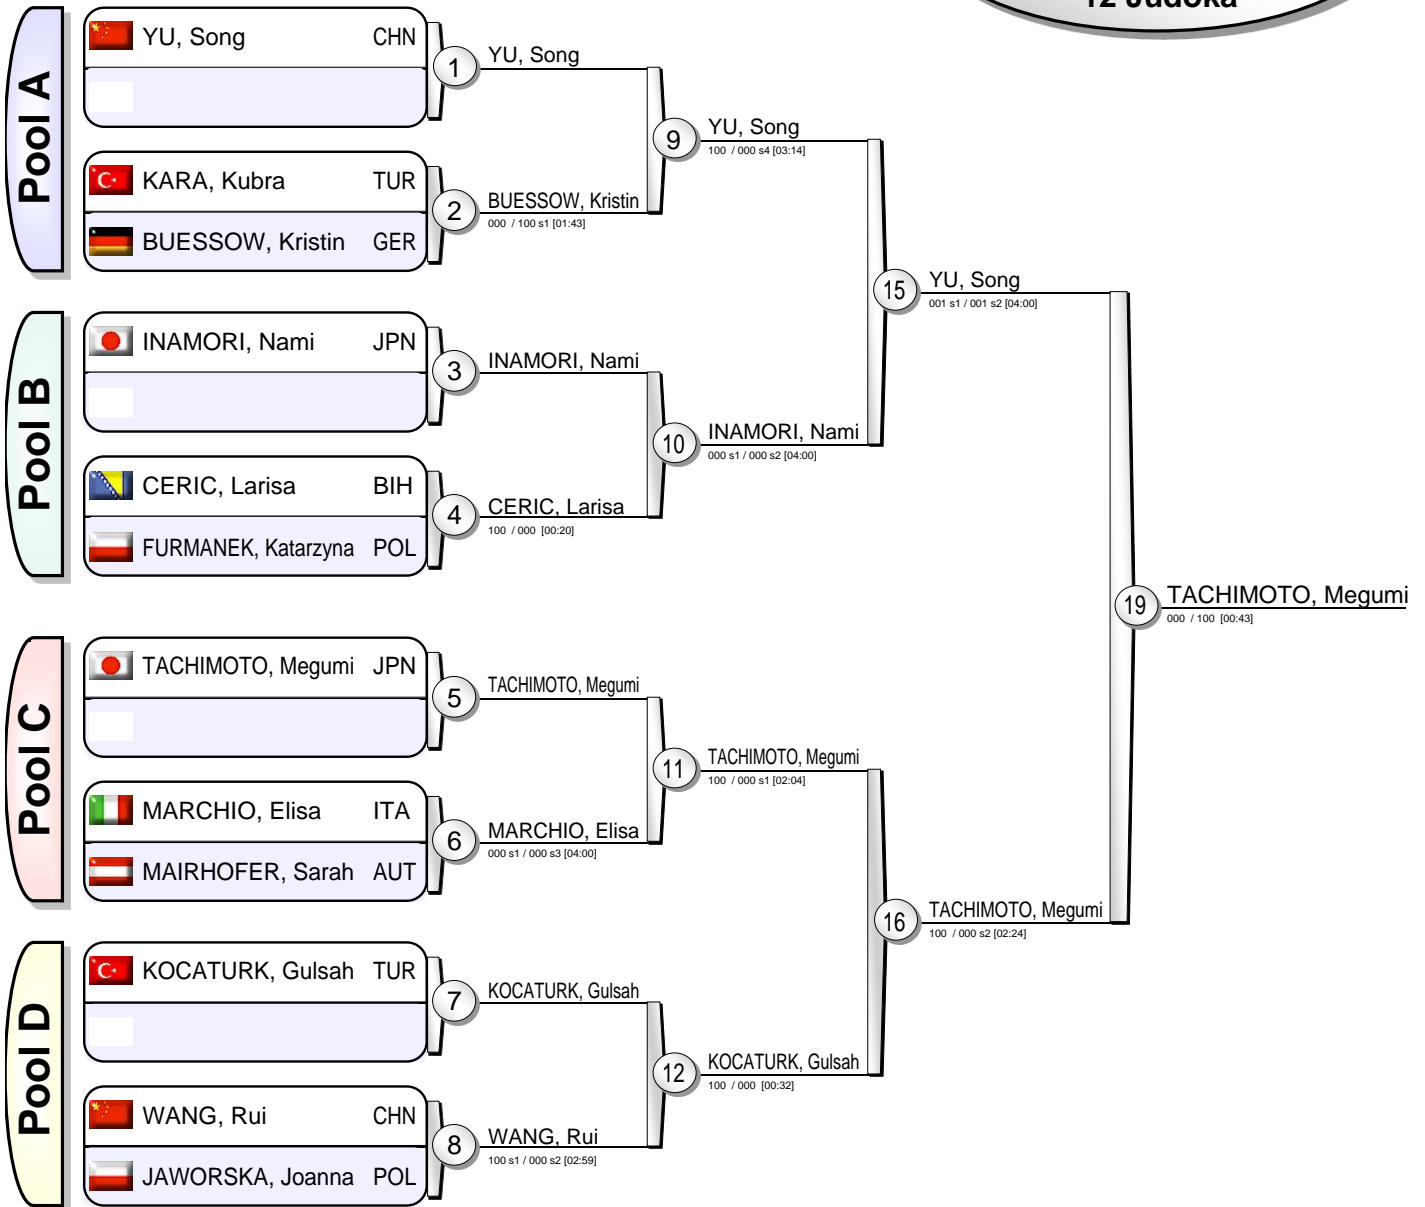 12 Judoka
Pool A
YU, Song CHN
1
YU, Song
KARA, Kubra TUR
BUESSOW, Kristin GER
2
BUESSOW, Kristin
000 / 100 s1 [01:43]
9
YU, Song
100 / 000 s4 [03:14]
Pool B
INAMORI, Nami JPN
3
INAMORI, Nami
CERIC, Larisa BIH
FURMANEK, Katarzyna POL
4
CERIC, Larisa
100 / 000 [00:20]
10
INAMORI, Nami
000 s1 / 000 s2 [04:00]
15
YU, Song
001 s1 / 001 s2 [04:00]
Pool C
TACHIMOTO, Megumi JPN
5
TACHIMOTO, Megumi
MARCHIO, Elisa ITA
MAIRHOFER, Sarah AUT
6
MARCHIO, Elisa
000 s1 / 000 s3 [04:00]
11
TACHIMOTO, Megumi
100 / 000 s1 [02:04]
Pool D
KOCATURK, Gulsah TUR
7
KOCATURK, Gulsah
WANG, Rui CHN
JAWORSKA, Joanna POL
8
WANG, Rui
100 s1 / 000 s2 [02:59]
12
KOCATURK, Gulsah
100 / 000 [00:32]
16
TACHIMOTO, Megumi
100 / 000 s2 [02:24]
19
TACHIMOTO, Megumi
000 / 100 [00:43]